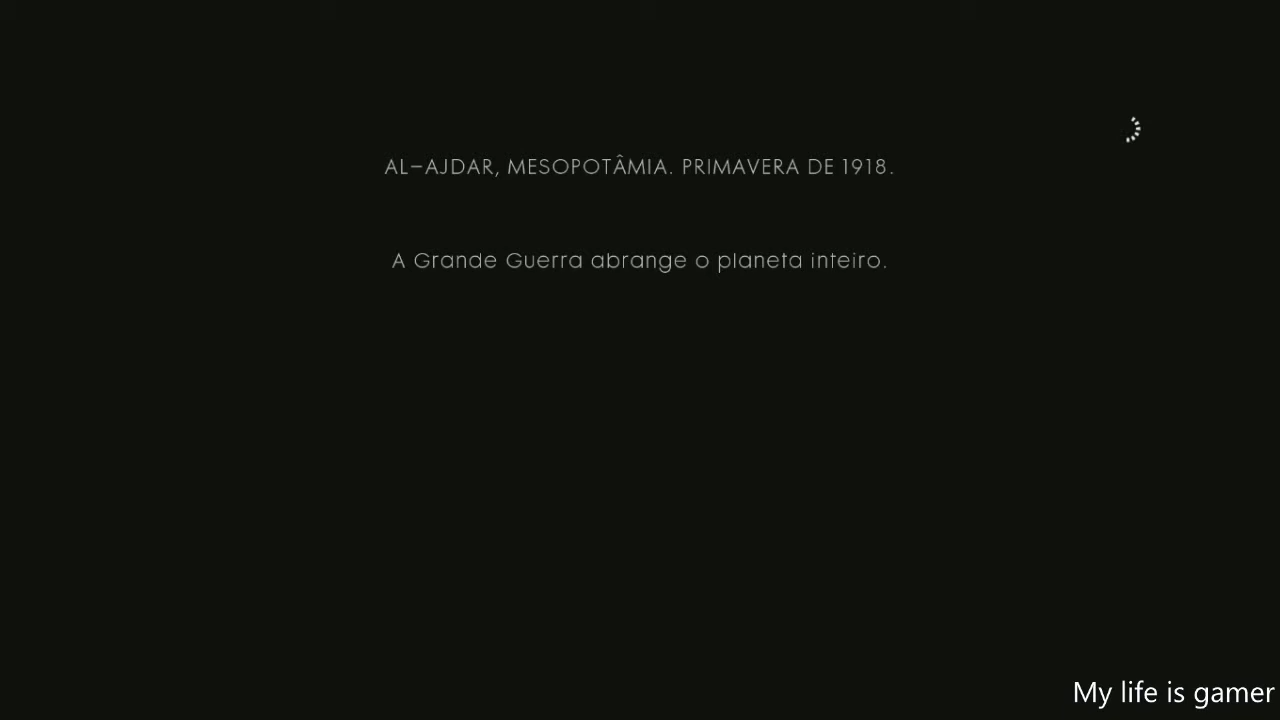 AL-AJDAR, MESOPOTÂMIA. PRIMAVERA DE 1918.
A Grande Guerra abrange o planeta inteiro.
My life is gamer